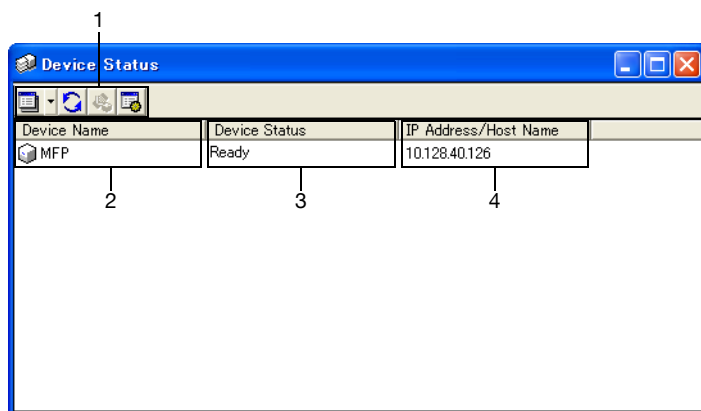 1
Device Status
Device Name Device Status IP Address/Host Name
MFP Ready 10.128.40.126
2 3 4